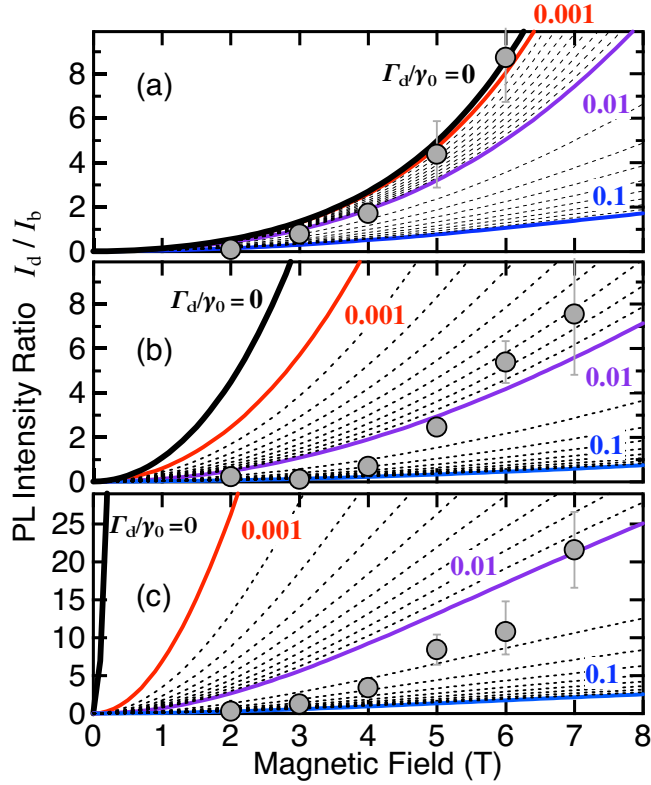 8
6
4
2
0
(a)
Γd/γ0 = 0
0.001
0.01
0.1
8
6
4
2
0
(b)
Γd/γ0 = 0
0.001
0.01
0.1
25
20
15
10
5
0
(c)
Γd/γ0 = 0
0.001
0.01
0.1
0 1 2 3 4 5 6 7 8
Magnetic Field (T)
PL Intensity Ratio Id / Ib